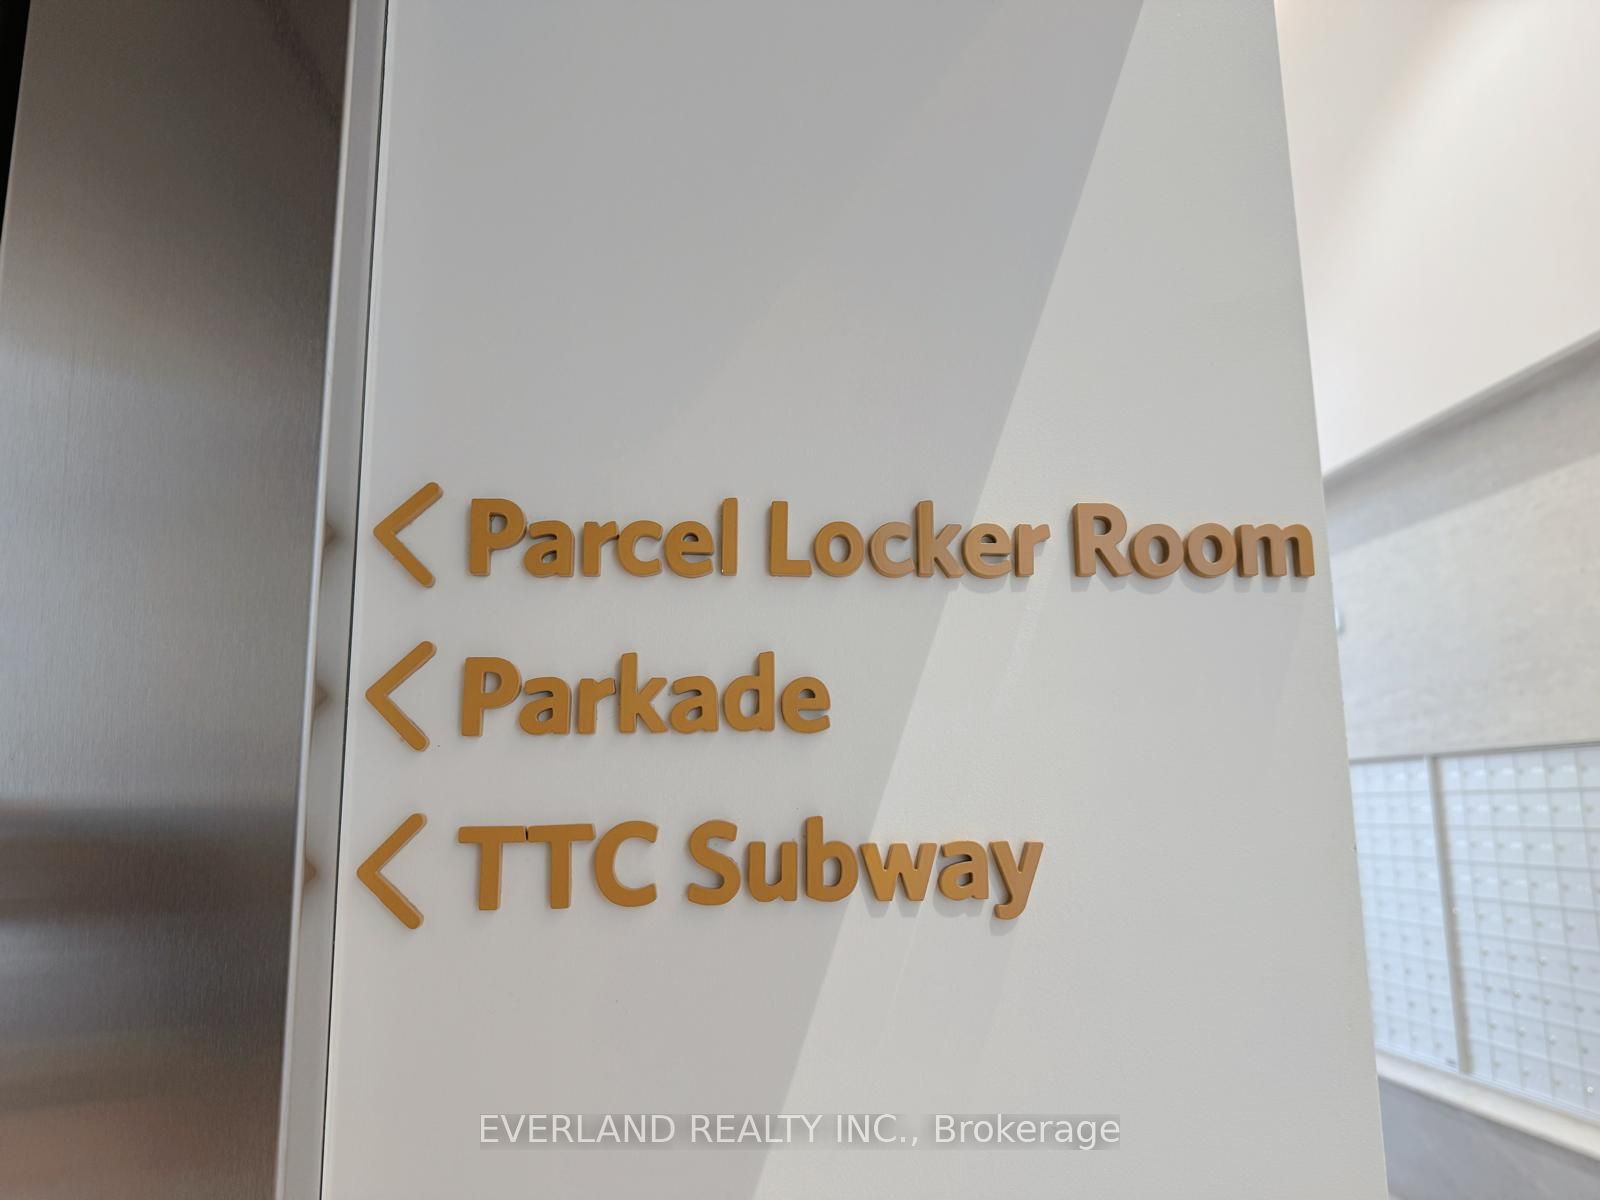 Parcel Locker Room
Parkade
TTC Subway
EVERLAND REALTY INC., Brokerage